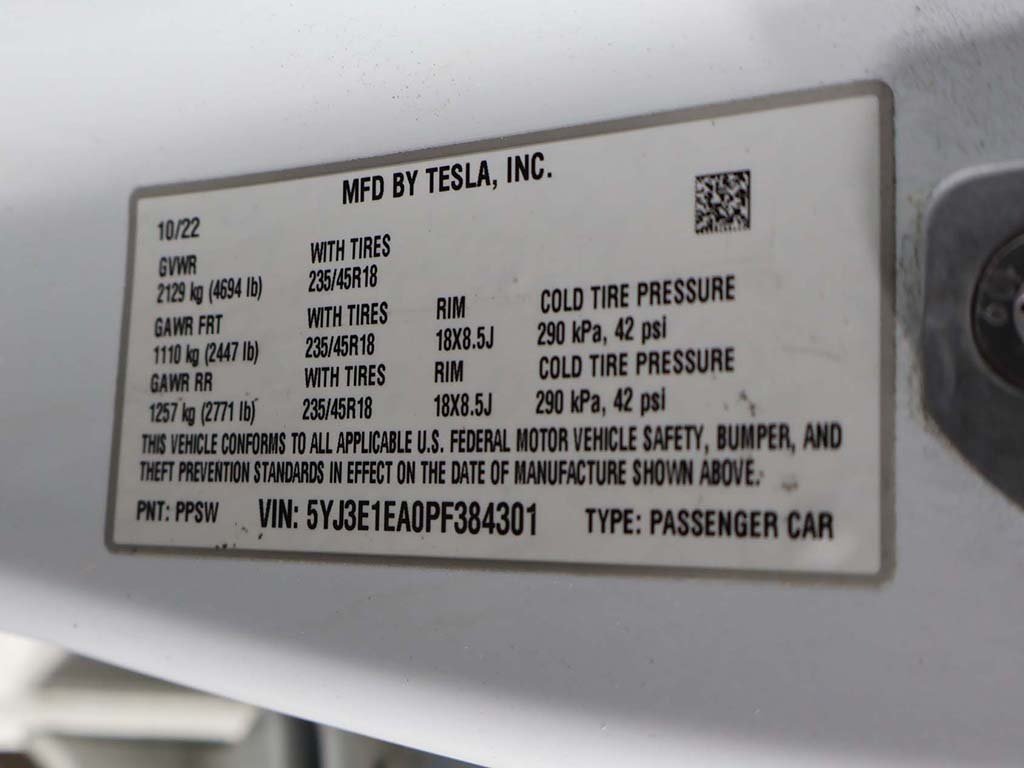 MFD BY TESLA, INC.
10/22
GVWR WITH TIRES
2129 kg (4694 lb) 235/45R18
GAWR FRT WITH TIRES RIM COLD TIRE PRESSURE
1110 kg (2447 lb) 235/45R18 18X8.5J 290 kPa, 42 psi
GAWR RR WITH TIRES RIM COLD TIRE PRESSURE
1257 kg (2771 lb) 235/45R18 18X8.5J 290 kPa, 42 psi
THIS VEHICLE CONFORMS TO ALL APPLICABLE U.S. FEDERAL MOTOR VEHICLE SAFETY, BUMPER, AND
THEFT PREVENTION STANDARDS IN EFFECT ON THE DATE OF MANUFACTURE SHOWN ABOVE.
PNT: PPSW VIN: 5YJ3E1EA0PF384301 TYPE: PASSENGER CAR